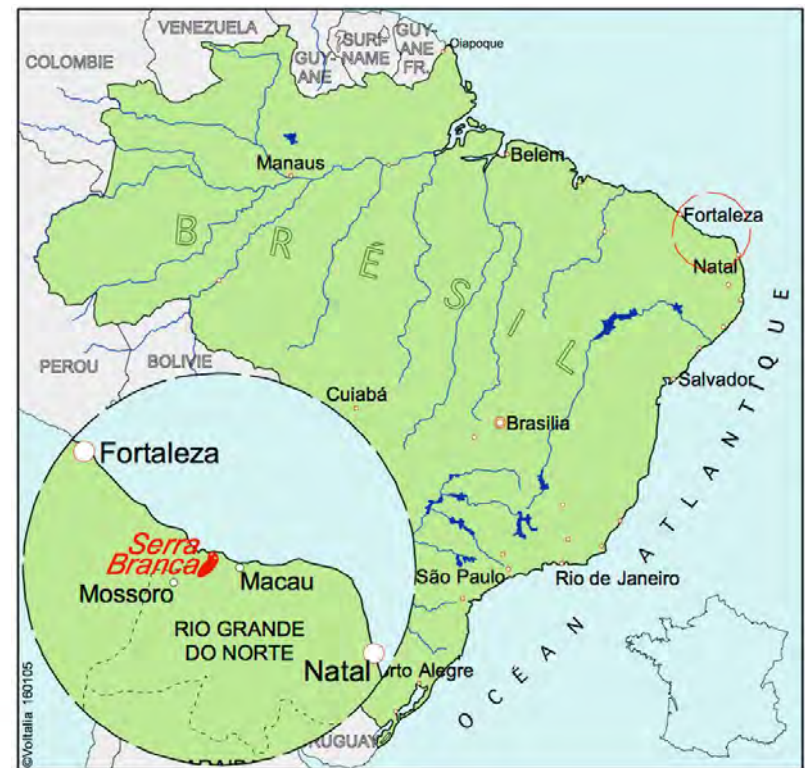 VENEZUELA
COLOMBIE
GUY-
ANE
SURI-
NAME
GUY-
ANE
FR.
Oiapoque
Manaus
Belem
Fortaleza
Natal
BRÉSIL
PEROU
BOLIVIE
Cuiabá
Salvador
Brasilia
Fortaleza
Serra
Branca
Mossoro
Macau
São Paulo
Rio de Janeiro
RIO GRANDE
DO NORTE
Natal
rto Alegre
RUGUAY
OCÉAN ATLANTIQUE
©Voltalia 160105